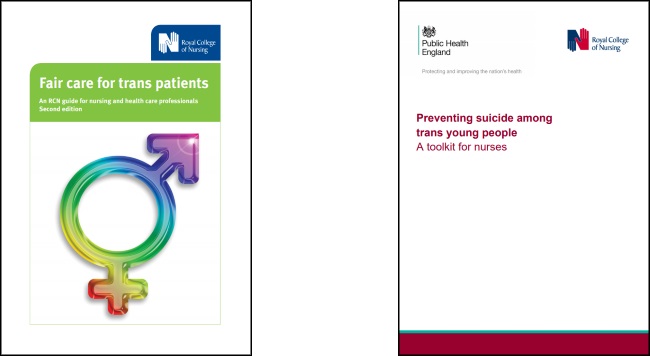 Royal College
of Nursing
Fair care for trans patients
An RCN guide for nursing and health care professionals
Second edition
Public Health
England
Protecting and improving the nation's health
Royal College
of Nursing
Preventing suicide among
trans young people
A toolkit for nurses